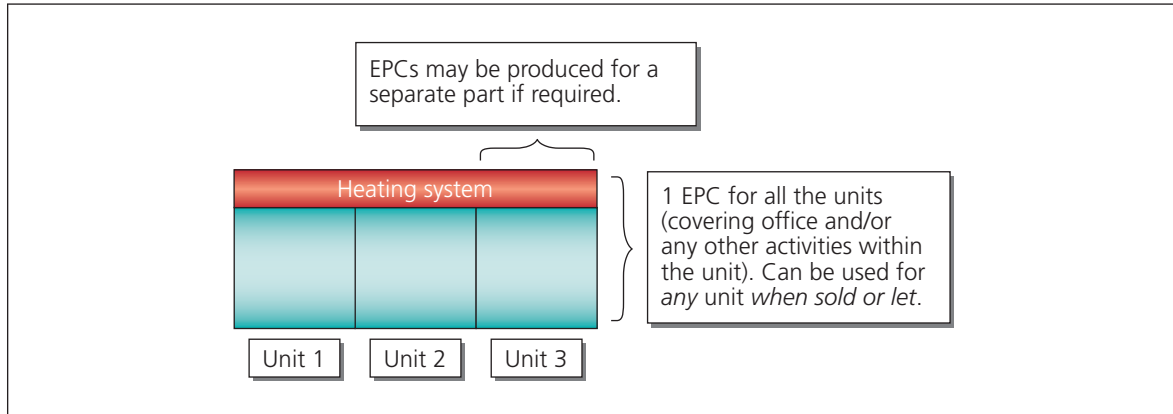 EPCs may be produced for a
separate part if required.
Heating system
1 EPC for all the units
(covering office and/or
any other activities within
the unit). Can be used for
any unit when sold or let.
Unit 1
Unit 2
Unit 3